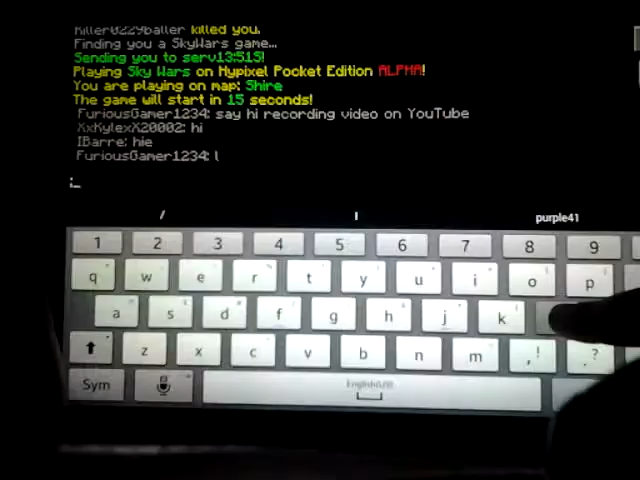 Killer0229baller killed you.
Finding you a SkyWars game...
Sending you to serv13:515!
Playing Sky Wars on Hypixel Pocket Edition ALPHA!
You are playing on map: Shire
The game will start in 15 seconds!
FuriousGamer1234: say hi recording video on YouTube
XxKylexX20002: hi
IBarre: hie
FuriousGamer1234: l
:_
/ l purple41
1 2 3 4 5 6 7 8 9
q w e r t y u i o p
a s d f g h j k
z x c v b n m ,! .?
Sym